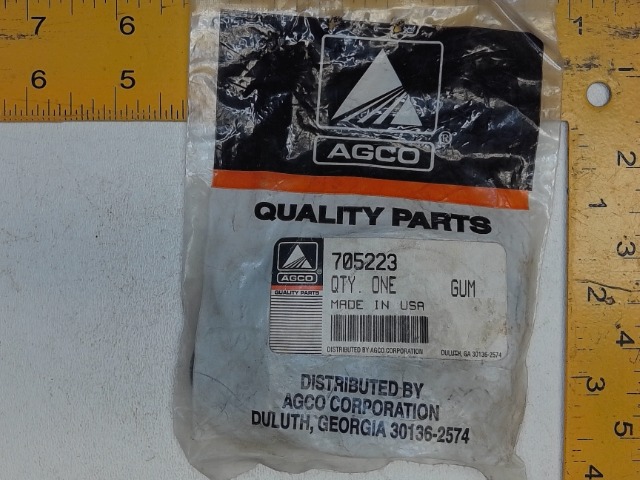 7 6
6 5
1
AGCO
®
QUALITY PARTS
AGCO
®
QUALITY PARTS
705223
QTY. ONE GUM
MADE IN USA
DISTRIBUTED BY AGCO CORPORATION DULUTH, GA 30136-2574
DISTRIBUTED BY
AGCO CORPORATION
DULUTH, GEORGIA 30136-2574
2
1
3
2
4
3
5
4